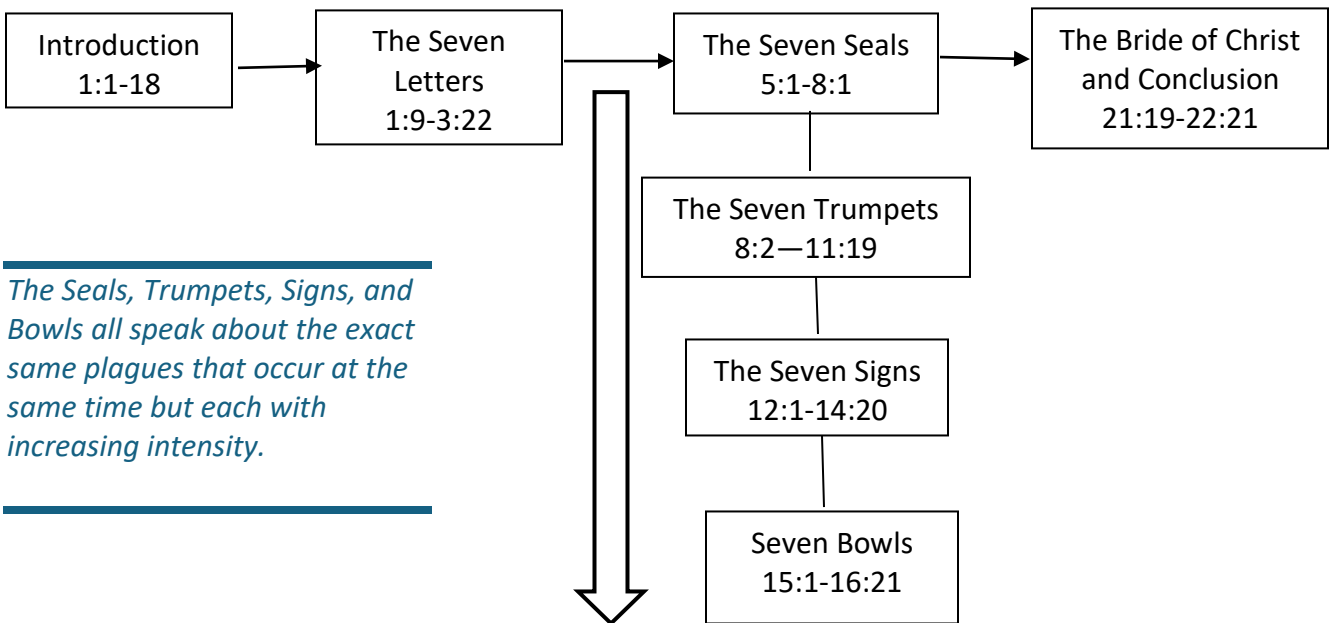 Introduction
1:1-18
The Seven
Letters
1:9-3:22
The Seven Seals
5:1-8:1
The Bride of Christ
and Conclusion
21:19-22:21
The Seven Trumpets
8:2—11:19
The Seals, Trumpets, Signs, and
Bowls all speak about the exact
same plagues that occur at the
same time but each with
increasing intensity.
The Seven Signs
12:1-14:20
Seven Bowls
15:1-16:21